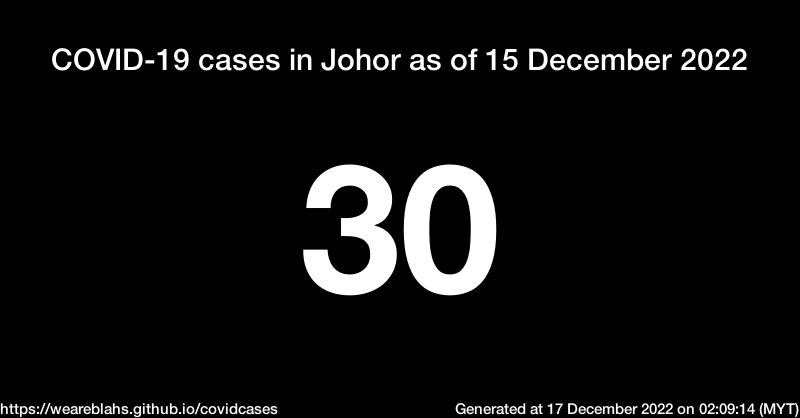 COVID-19 cases in Johor as of 15 December 2022
30
https://weareblahs.github.io/covidcases
Generated at 17 December 2022 on 02:09:14 (MYT)